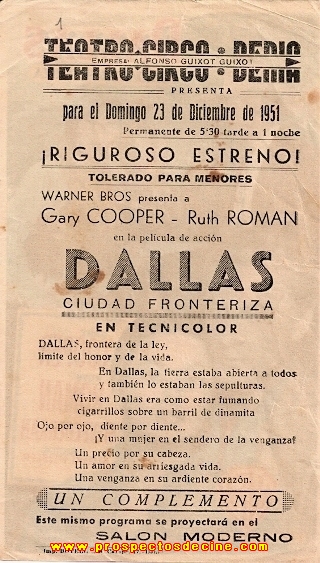 1
TEATRO-CIRCO • DENIA
EMPRESA: ALFONSO GUIXOT GUIXOT
PRESENTA
para el Domingo 23 de Diciembre de 1951
Permanente de 5'30 tarde a 1 noche
¡RIGUROSO ESTRENO!
TOLERADO PARA MENORES
WARNER BROS presenta a
Gary COOPER - Ruth ROMAN
en la película de acción
DALLAS
CIUDAD FRONTERIZA
EN TECNICOLOR
DALLAS, frontera de la ley,
límite del honor y de la vida.
En Dallas, la tierra estaba abierta a todos
y también lo estaban las sepulturas.
Vivir en Dallas era como estar fumando
cigarrillos sobre un barril de dinamita
Ojo por ojo, diente por diente...
¡Y una mujer en el sendero de la venganza!
Un precio por su cabeza.
Un amor en su arriesgada vida.
Una venganza en su ardiente corazón.
UN COMPLEMENTO
Este mismo programa se proyectará en el
SALON MODERNO
www.prospectosdecine.com